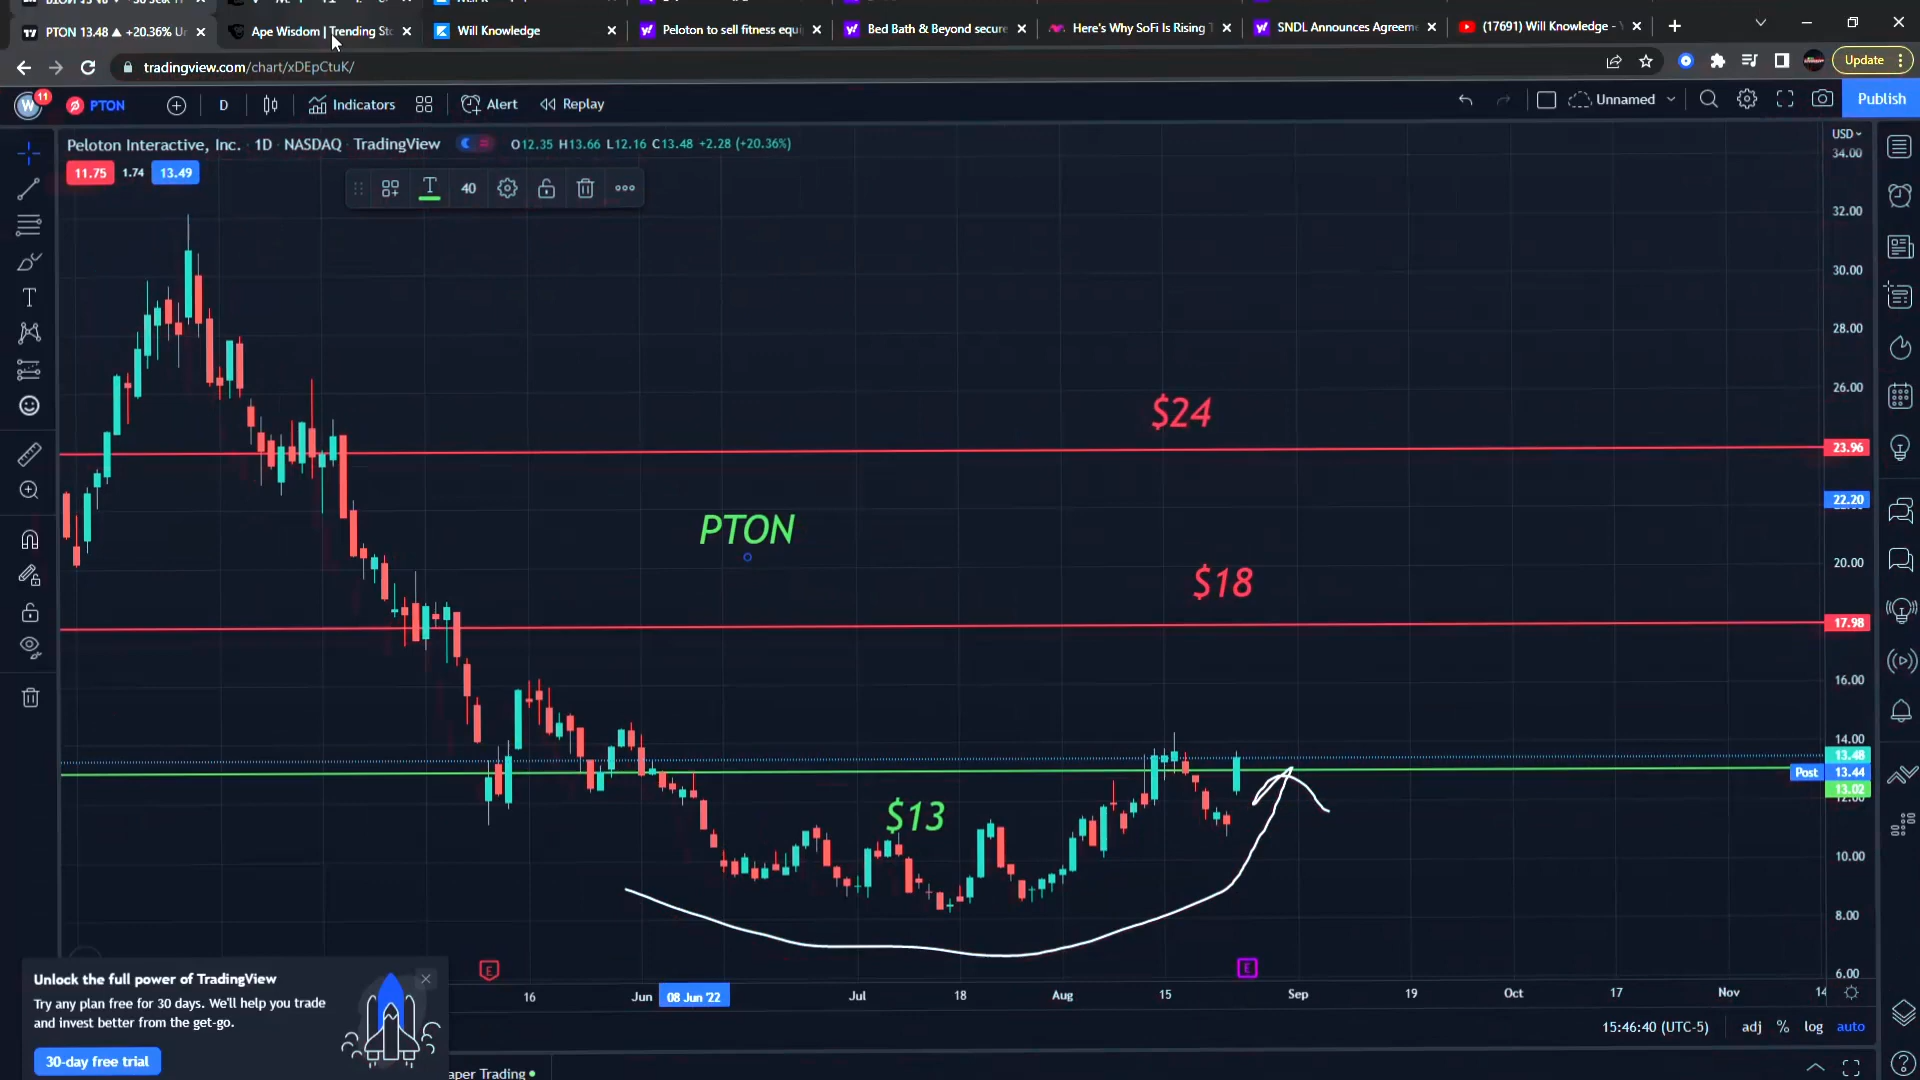 PTON 13.48 ▲ +20.36% Ur
Ape Wisdom | Trending Sto
Will Knowledge
Peloton to sell fitness equi
Bed Bath & Beyond secure
Here's Why SoFi Is Rising T
SNDL Announces Agreem
(17691) Will Knowledge -
tradingview.com/chart/xDEpCtuK/
Update
W
11
PTON
D
Indicators
Alert
Replay
Unnamed
Publish
Peloton Interactive, Inc. · 1D · NASDAQ · TradingView
O12.35 H13.66 L12.16 C13.48 +2.28 (+20.36%)
USD
11.75
1.74
13.49
T
40
34.00
32.00
30.00
28.00
26.00
$24
23.96
22.20
PTON
20.00
$18
17.98
16.00
14.00
13.48
Post
13.44
13.02
12.00
$13
10.00
8.00
6.00
E
E
16
Jun
08 Jun '22
Jul
18
Aug
15
Sep
19
Oct
17
Nov
14
Unlock the full power of TradingView
Try any plan free for 30 days. We'll help you trade
and invest better from the get-go.
30-day free trial
15:46:40 (UTC-5)
adj
%
log
auto
aper Trading